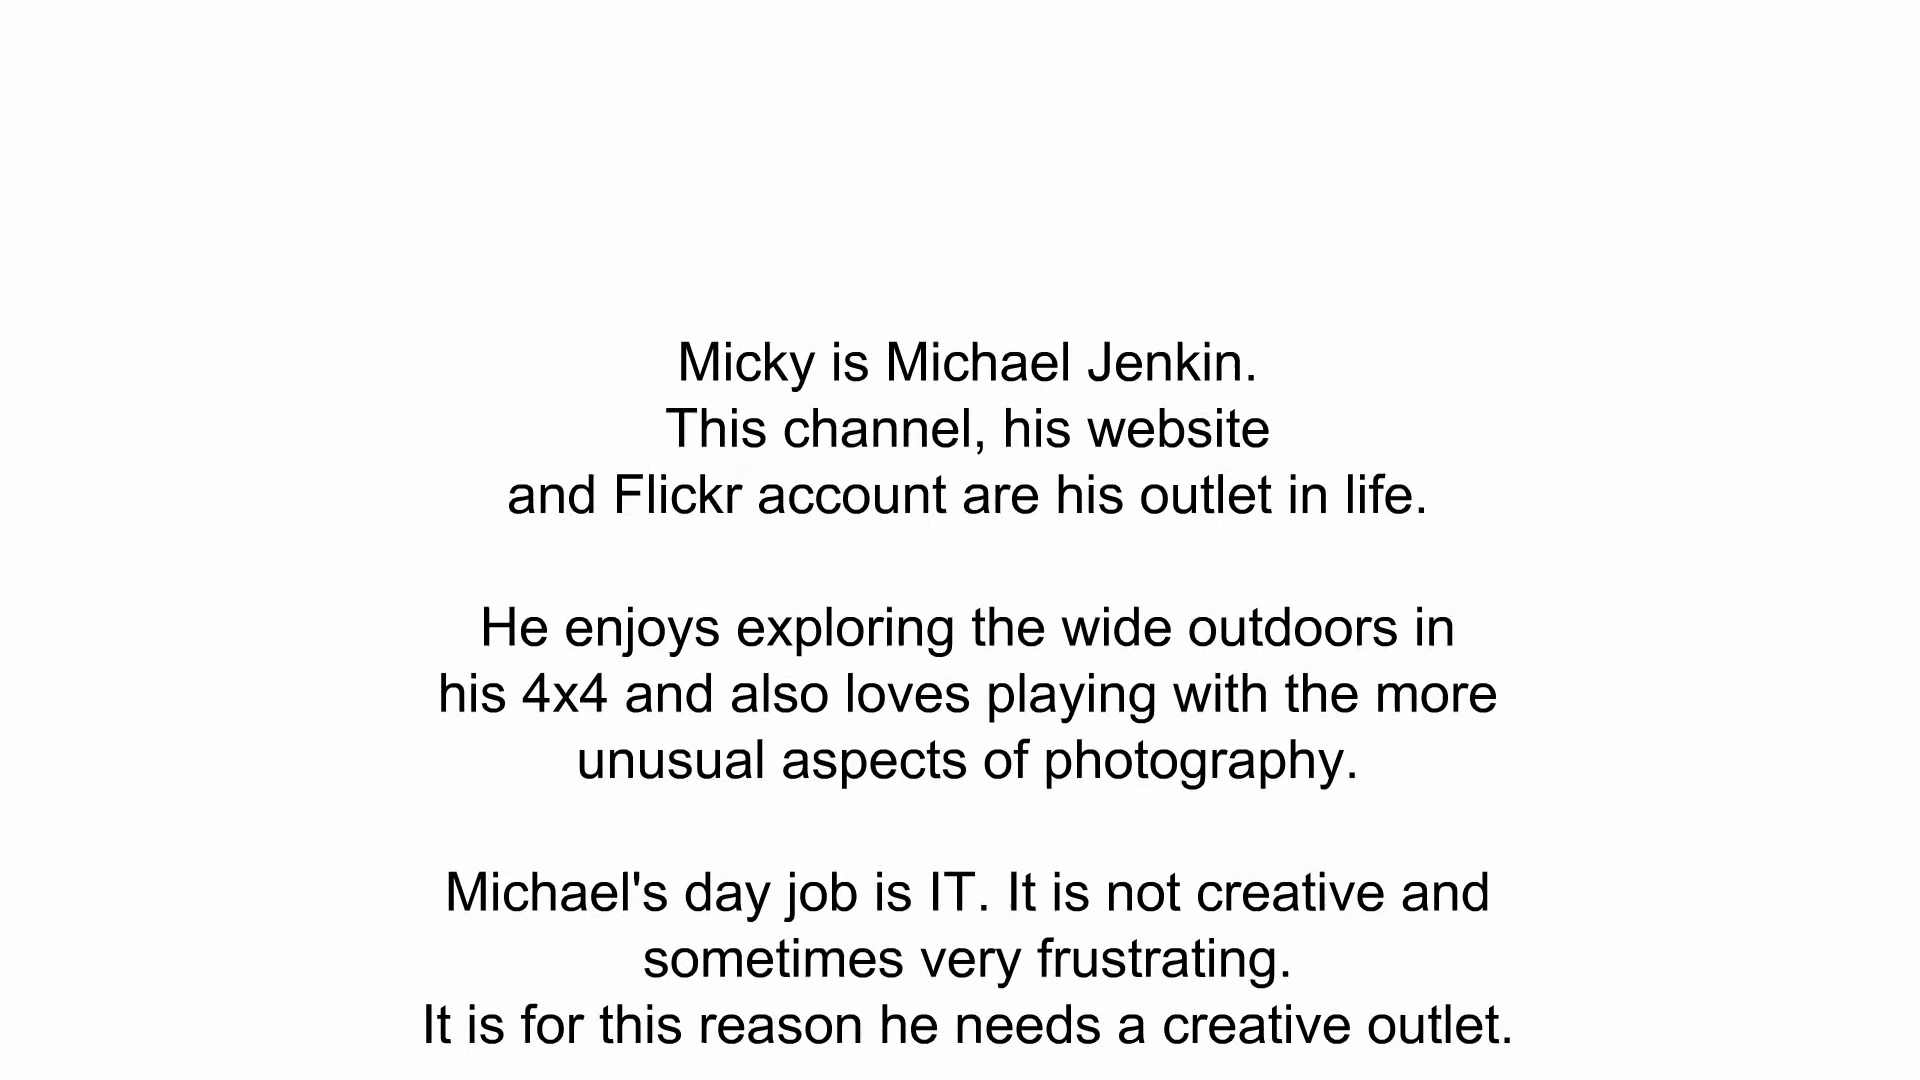 Micky is Michael Jenkin.
This channel, his website
and Flickr account are his outlet in life.
He enjoys exploring the wide outdoors in
his 4x4 and also loves playing with the more
unusual aspects of photography.
Michael's day job is IT. It is not creative and
sometimes very frustrating.
It is for this reason he needs a creative outlet.